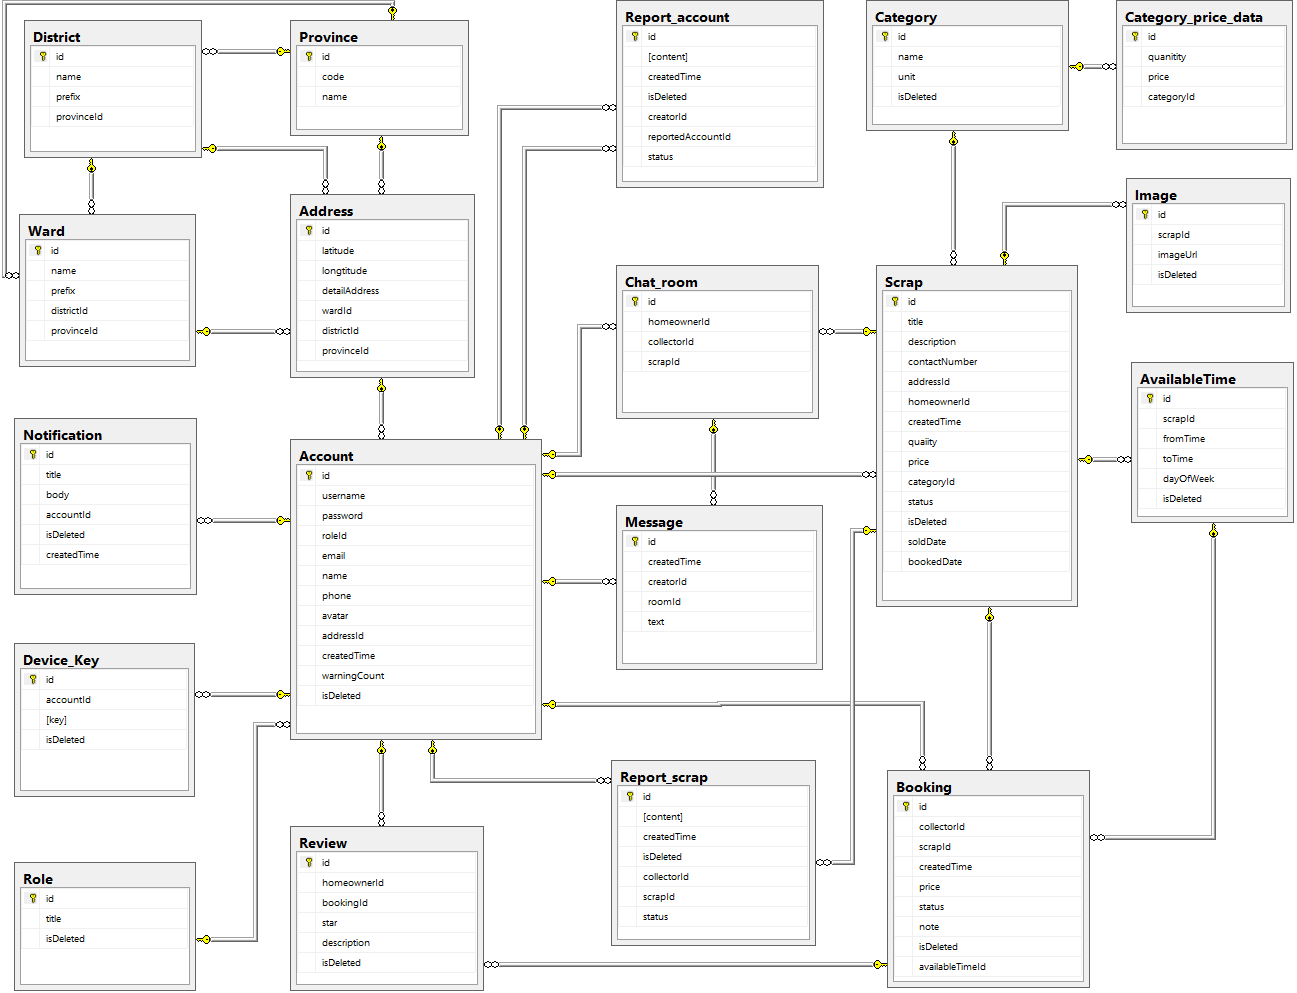 District
id
name
prefix
provinceId
Province
id
code
name
Report_account
id
[content]
createdTime
isDeleted
creatorId
reportedAccountId
status
Category
id
name
unit
isDeleted
Category_price_data
id
quanitity
price
categoryId
Ward
id
name
prefix
districtId
provinceId
Address
id
latitude
longtitude
detailAddress
wardId
districtId
provinceId
Chat_room
id
homeownerId
collectorId
scrapId
Scrap
id
title
description
contactNumber
addressId
homeownerId
createdTime
quality
price
categoryId
status
isDeleted
soldDate
bookedDate
Image
id
scrapId
imageUrl
isDeleted
AvailableTime
id
scrapId
fromTime
toTime
dayOfWeek
isDeleted
Notification
id
title
body
accountId
isDeleted
createdTime
Account
id
username
password
roleId
email
name
phone
avatar
addressId
createdTime
warningCount
isDeleted
Message
id
createdTime
creatorId
roomId
text
Device_Key
id
accountId
[key]
isDeleted
Role
id
title
isDeleted
Review
id
homeownerId
bookingId
star
description
isDeleted
Report_scrap
id
[content]
createdTime
isDeleted
collectorId
scrapId
status
Booking
id
collectorId
scrapId
createdTime
price
status
note
isDeleted
availableTimeId